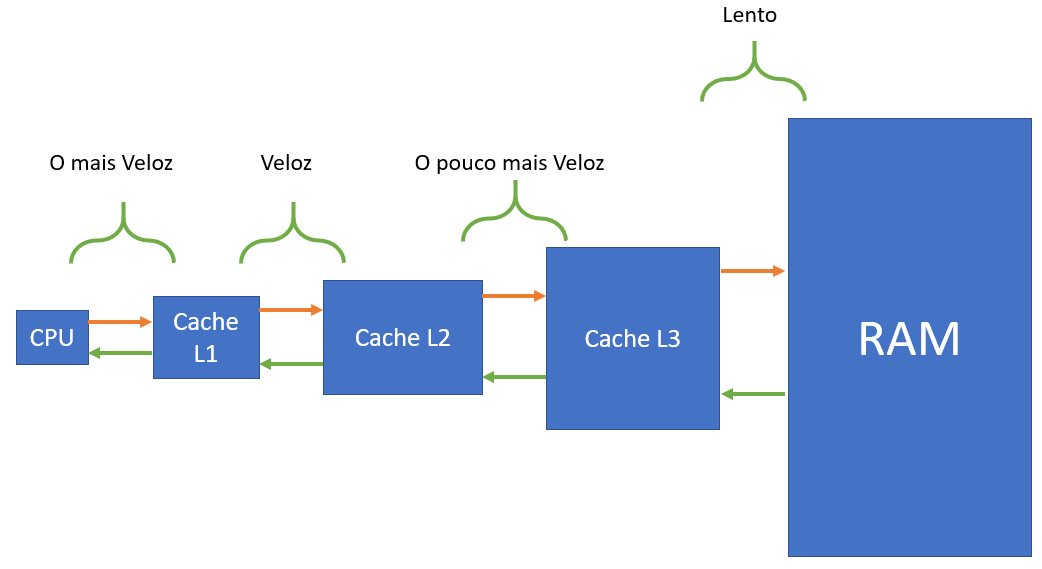 Lento
O mais Veloz
Veloz
O pouco mais Veloz
CPU
Cache
L1
Cache L2
Cache L3
RAM